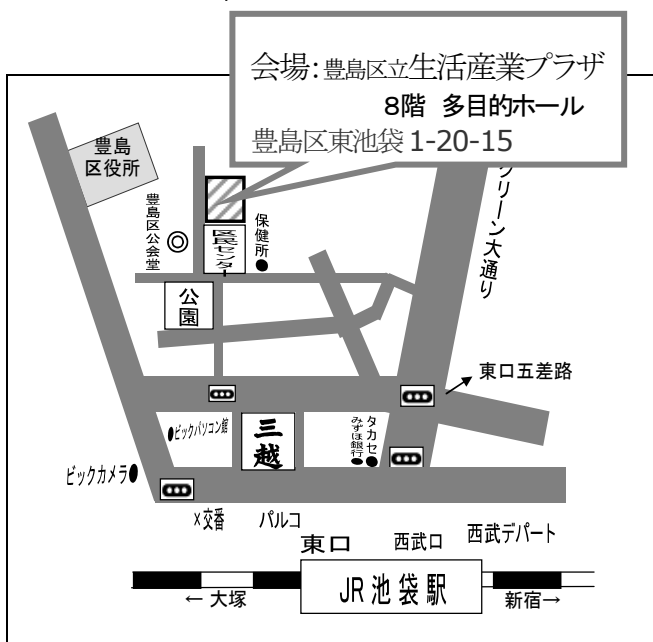 会場：豊島区立生活産業プラザ
8階 多目的ホール
豊島区東池袋 1-20-15
豊島
区役所
豊島区公会堂
区民センター
保健所
グリーン大通り
公園
東口五差路
ビックパソコン館
三越
みずほ銀行
タカセ
ビックカメラ
×交番
パルコ
東口
西武口
西武デパート
JR池袋駅
← 大塚
新宿→